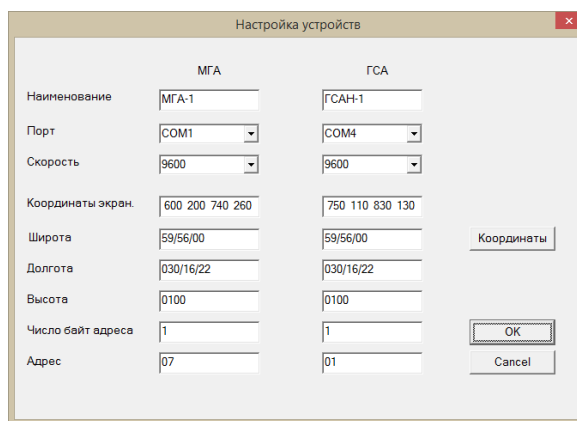 Настройка устройств
МГА ГСА
Наименование МГА-1 ГСАН-1
Порт COM1 COM4
Скорость 9600 9600
Координаты экран. 600 200 740 260 750 110 830 130
Широта 59/56/00 59/56/00 Координаты
Долгота 030/16/22 030/16/22
Высота 0100 0100
Число байт адреса 1 1 OK
Адрес 07 01 Cancel